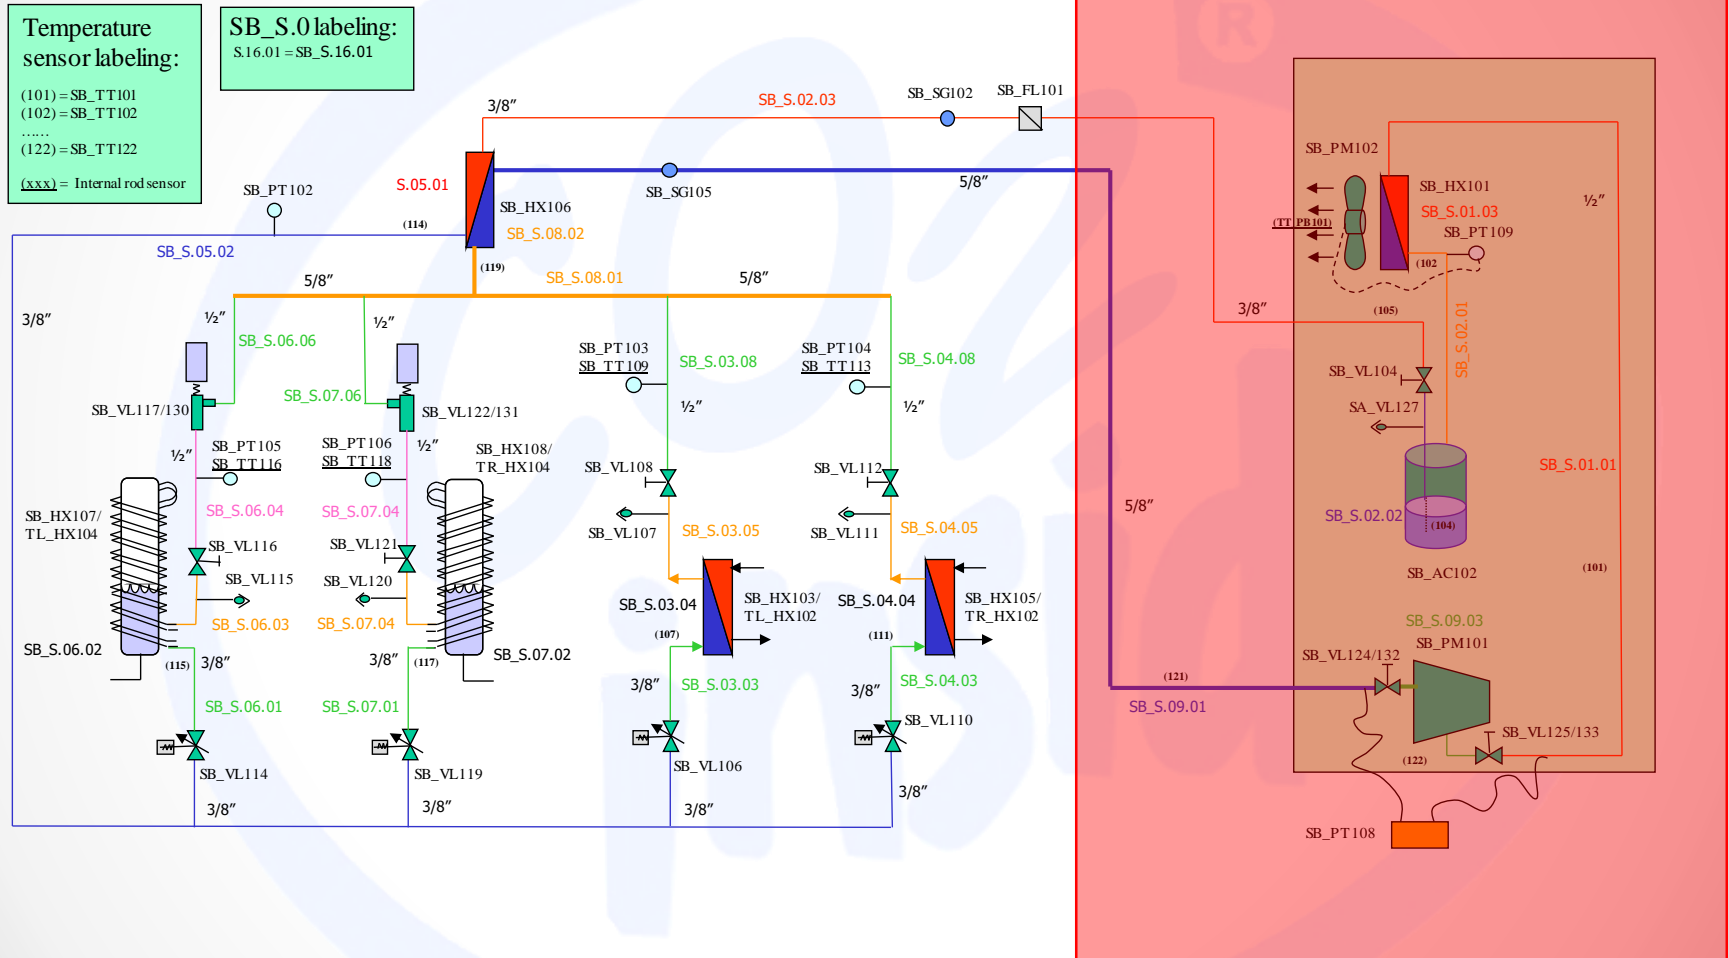 Temperature
sensor labeling:
(101) = SB_TT101
(102) = SB_TT102
......
(122) = SB_TT122
(xxx) = Internal rod sensor
SB_S.0 labeling:
S.16.01 = SB_S.16.01
3/8”
SB_S.02.03
SB_SG102
SB_FL101
SB_PT102
S.05.01
SB_HX106
SB_S.08.02
(114)
SB_SG105
5/8”
SB_S.05.02
(119)
SB_S.08.01
5/8”
5/8”
3/8”
½”
½”
SB_S.06.06
SB_S.07.06
SB_PT103
SB_TT109
SB_S.03.08
SB_PT104
SB_TT113
SB_S.04.08
SB_VL117/130
SB_VL122/131
½”
½”
½”
½”
SB_PT105
SB_TT116
SB_PT106
SB_TT118
SB_HX108/
TR_HX104
SB_VL108
SB_VL112
SB_HX107/
TL_HX104
SB_S.06.04
SB_S.07.04
SB_VL107
SB_S.03.05
SB_VL111
SB_S.04.05
SB_VL116
SB_VL121
SB_VL115
SB_VL120
SB_S.03.04
SB_HX103/
TL_HX102
SB_S.04.04
SB_HX105/
TR_HX102
SB_S.06.03
SB_S.07.04
(107)
(111)
SB_S.06.02
(115)
3/8”
3/8”
(117)
SB_S.07.02
3/8”
SB_S.03.03
3/8”
SB_S.04.03
SB_S.06.01
SB_S.07.01
SB_VL110
SB_VL114
SB_VL119
SB_VL106
3/8”
3/8”
3/8”
3/8”
®
SB_PM102
SB_HX101
SB_S.01.03
½”
(TT_PB101)
SB_PT109
(102
(105)
3/8”
SB_S.02.01
SB_VL104
SA_VL127
SB_S.01.01
5/8”
SB_S.02.02
(104)
SB_AC102
(101)
SB_S.09.03
SB_PM101
SB_VL124/132
(121)
SB_S.09.01
SB_VL125/133
(122)
SB_PT108
CO2
inside